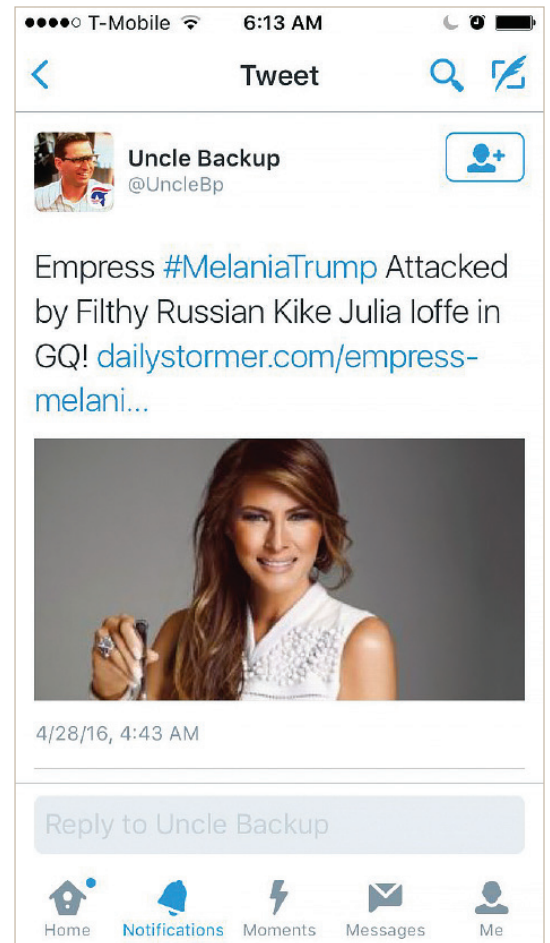 T-Mobile 6:13 AM
Tweet
Uncle Backup
@UncleBp
Empress #MelaniaTrump Attacked
by Filthy Russian Kike Julia Ioffe in
GQ! dailystormer.com/empress-
melani...
4/28/16, 4:43 AM
Reply to Uncle Backup
Home Notifications Moments Messages Me